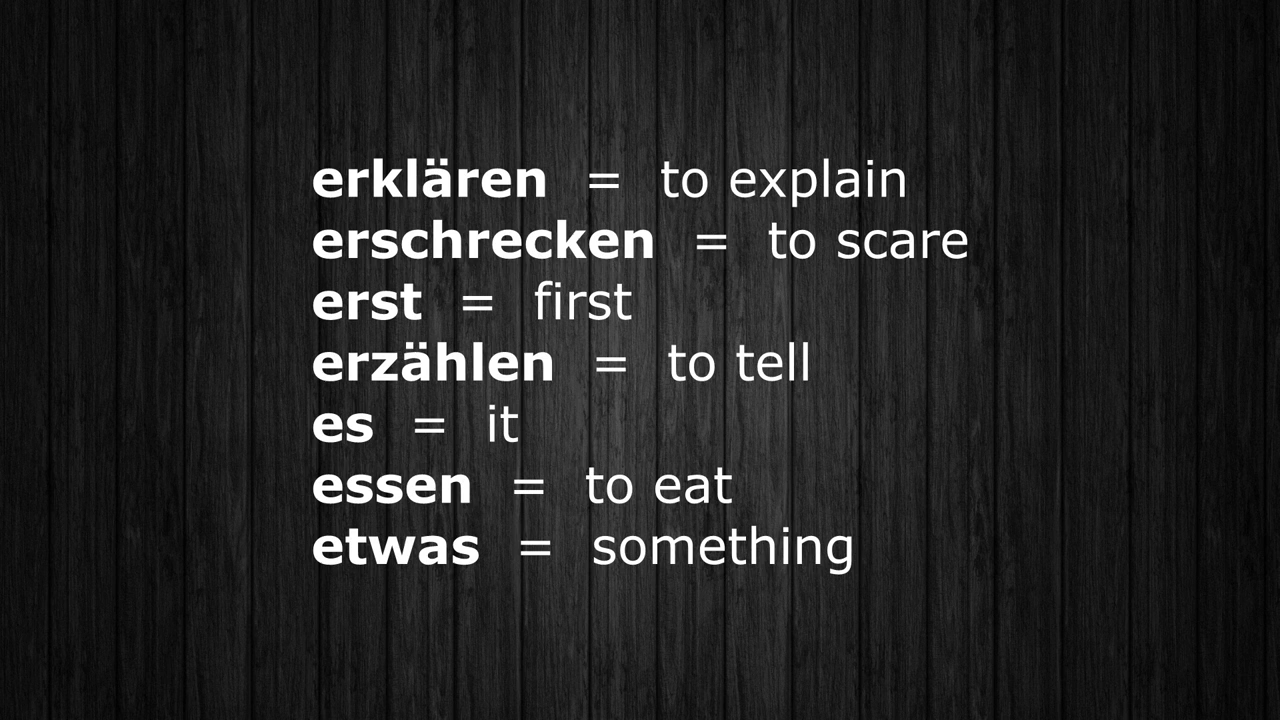 erklären = to explain
erschrecken = to scare
erst = first
erzählen = to tell
es = it
essen = to eat
etwas = something